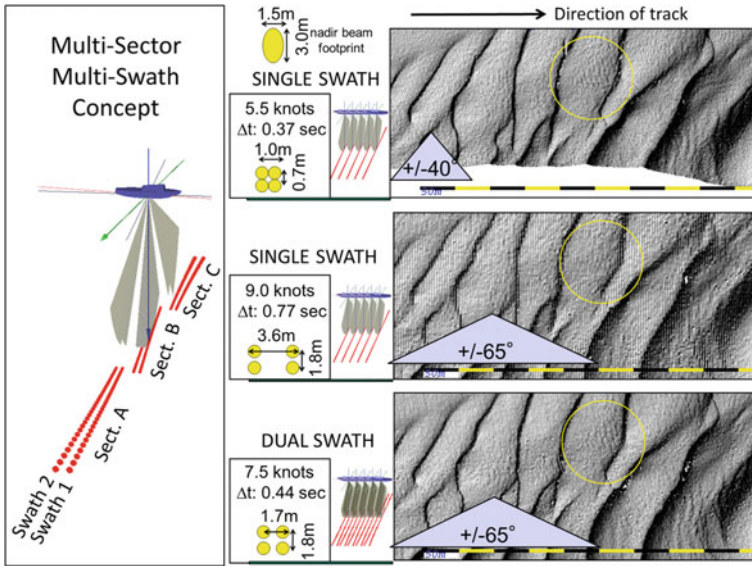 Multi-Sector
Multi-Swath
Concept
Sect. C
Sect. B
Sect. A
Swath 2
Swath 1
1.5m
3.0m
nadir beam
footprint
Direction of track
SINGLE SWATH
5.5 knots
Δt: 0.37 sec
1.0m
0.7m
+/-40°
50m
SINGLE SWATH
9.0 knots
Δt: 0.77 sec
3.6m
1.8m
+/-65°
50m
DUAL SWATH
7.5 knots
Δt: 0.44 sec
1.7m
1.8m
+/-65°
50m